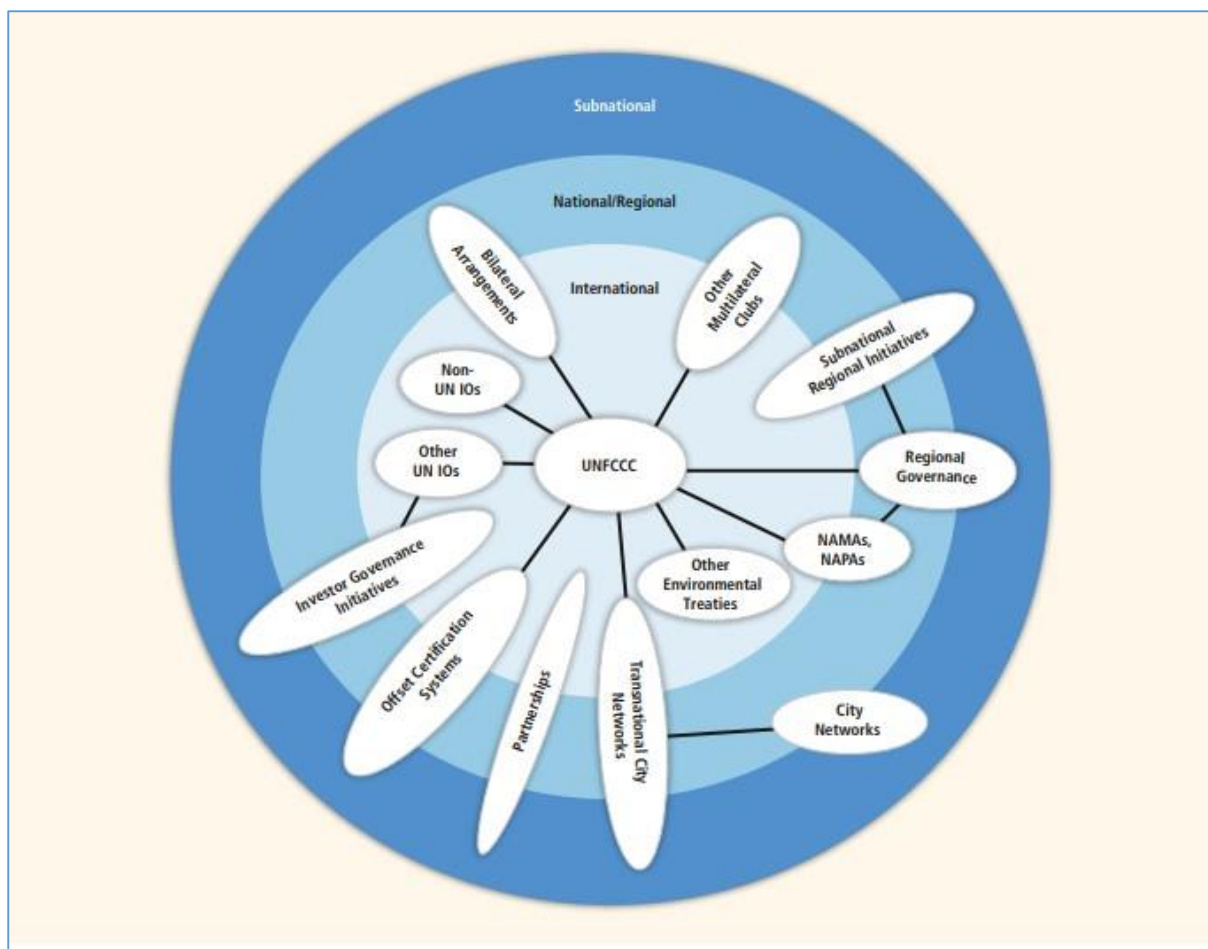 Subnational
National/Regional
International
Bilateral
Arrangements
Other
Multilateral
Clubs
Subnational
Regional Initiatives
Non-
UN IOs
Other
UN IOs
UNFCCC
Regional
Governance
NAMAs,
NAPAs
Other
Environmental
Treaties
Investor Governance
Initiatives
Offset Certification
Systems
Partnerships
Transnational City
Networks
City
Networks